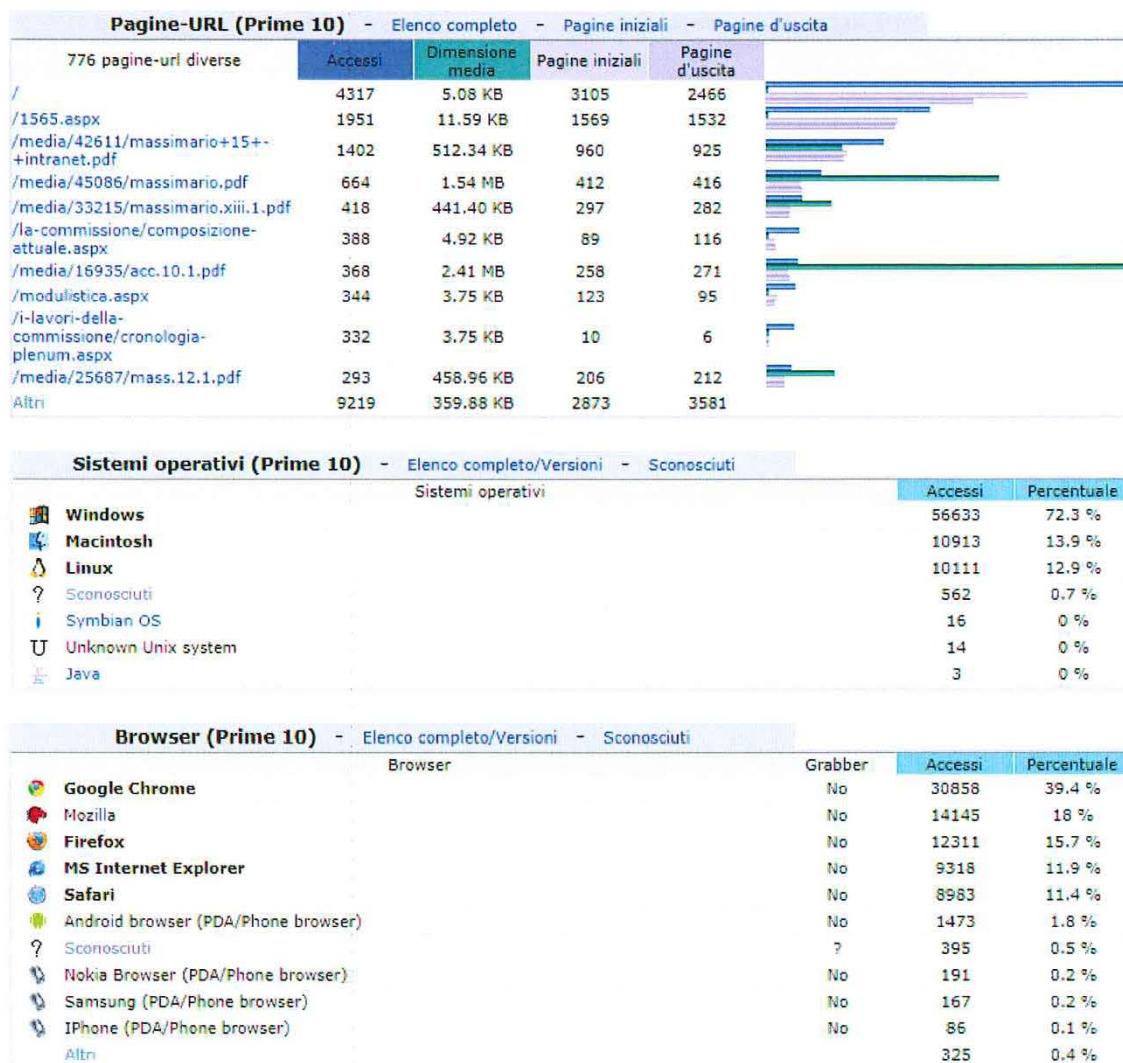 Pagine-URL (Prime 10) - Elenco completo - Pagine iniziali - Pagine d'uscita
776 pagine-url diverse Accessi Dimensione media Pagine iniziali Pagine d'uscita
/ 4317 5.08 KB 3105 2466
/1565.aspx 1951 11.59 KB 1569 1532
/media/42611/massimario+15+-
+intranet.pdf 1402 512.34 KB 960 925
/media/45086/massimario.pdf 664 1.54 MB 412 416
/media/33215/massimario.xiii.1.pdf 418 441.40 KB 297 282
/la-commissione/composizione-
attuale.aspx 388 4.92 KB 89 116
/media/16935/acc.10.1.pdf 368 2.41 MB 258 271
/modulistica.aspx 344 3.75 KB 123 95
/i-lavori-della-
commissione/cronologia- 332 3.75 KB 10 6
plenum.aspx
/media/25687/mass.12.1.pdf 293 458.96 KB 206 212
Altri 9219 359.88 KB 2873 3581
Sistemi operativi (Prime 10) - Elenco completo/Versioni - Sconosciuti
Sistemi operativi Accessi Percentuale
Windows 56633 72.3 %
Macintosh 10913 13.9 %
Linux 10111 12.9 %
? Sconosciuti 562 0.7 %
Symbian OS 16 0 %
U Unknown Unix system 14 0 %
Java 3 0 %
Browser (Prime 10) - Elenco completo/Versioni - Sconosciuti
Browser Grabber Accessi Percentuale
Google Chrome No 30858 39.4 %
Mozilla No 14145 18 %
Firefox No 12311 15.7 %
MS Internet Explorer No 9318 11.9 %
Safari No 8983 11.4 %
Android browser (PDA/Phone browser) No 1473 1.8 %
? Sconosciuti ? 395 0.5 %
Nokia Browser (PDA/Phone browser) No 191 0.2 %
Samsung (PDA/Phone browser) No 167 0.2 %
IPhone (PDA/Phone browser) No 86 0.1 %
Altri 325 0.4 %